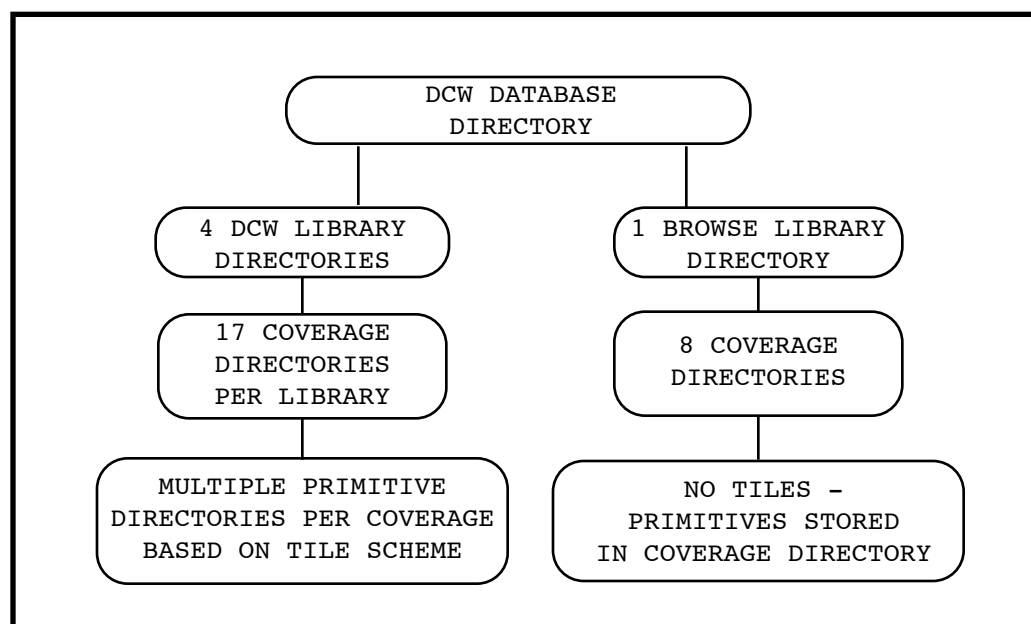 DCW DATABASE
DIRECTORY
4 DCW LIBRARY
DIRECTORIES
1 BROWSE LIBRARY
DIRECTORY
17 COVERAGE
DIRECTORIES
PER LIBRARY
8 COVERAGE
DIRECTORIES
MULTIPLE PRIMITIVE
DIRECTORIES PER COVERAGE
BASED ON TILE SCHEME
NO TILES –
PRIMITIVES STORED
IN COVERAGE DIRECTORY